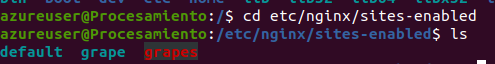 azureuser@Procesamiento:/$ cd etc/nginx/sites-enabled
azureuser@Procesamiento:/etc/nginx/sites-enabled$ ls
default grape grapes